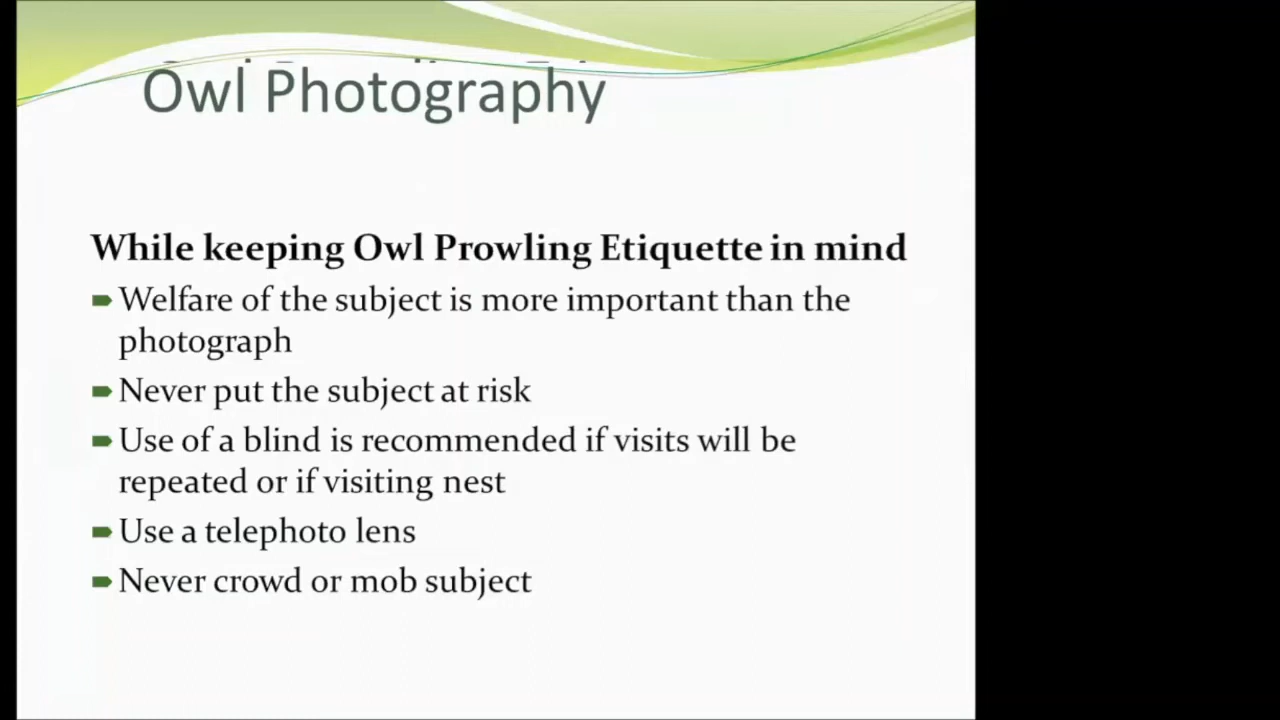 Owl Photography
While keeping Owl Prowling Etiquette in mind
Welfare of the subject is more important than the
photograph
Never put the subject at risk
Use of a blind is recommended if visits will be
repeated or if visiting nest
Use a telephoto lens
Never crowd or mob subject